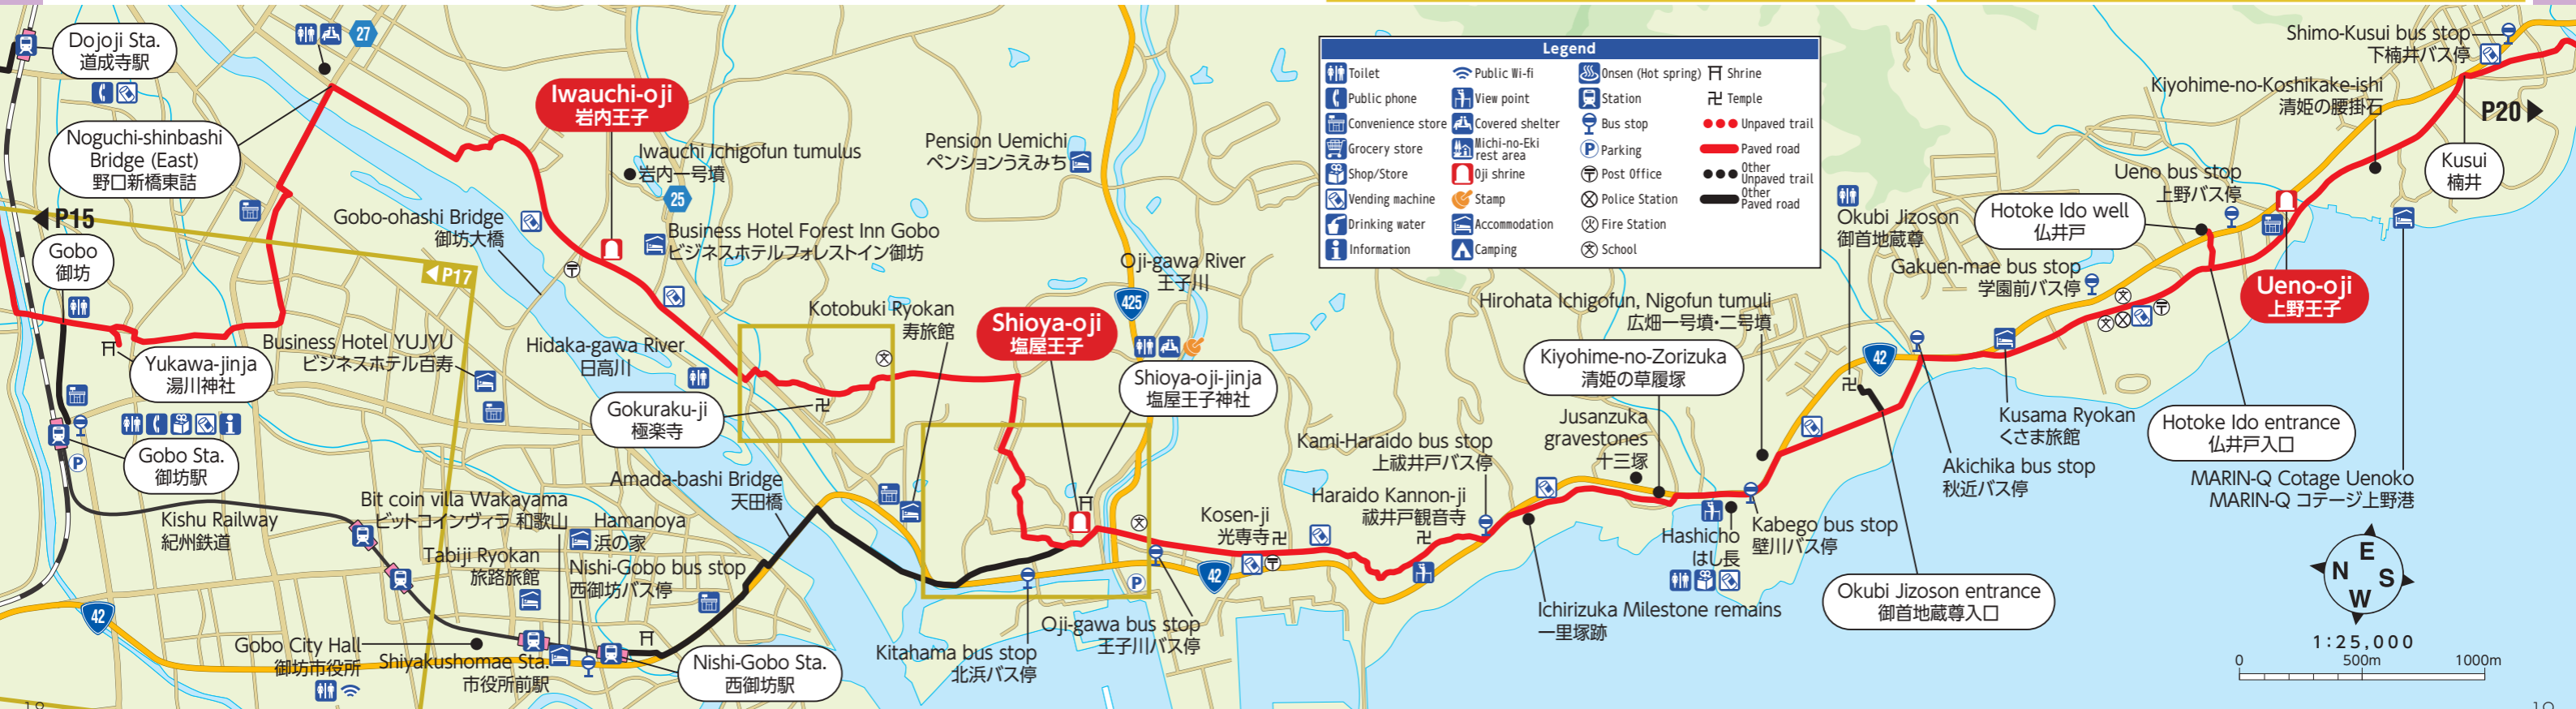 Dojoji Sta.
道成寺駅
27
Noguchi-shinbashi
Bridge (East)
野口新橋東詰
P15
Gobo
御坊
P17
Yukawa-jinja
湯川神社
Business Hotel YUJYU
ビジネスホテル百寿
Gobo Sta.
御坊駅
Kishu Railway
紀州鉄道
42
Gobo City Hall
御坊市役所
Shiyakushomae Sta.
市役所前駅
Bit coin villa Wakayama
ビットコインヴィラ 和歌山
Tabiji Ryokan
旅路旅館
Hamanoya
浜の家
Nishi-Gobo bus stop
西御坊バス停
Nishi-Gobo Sta.
西御坊駅
Amada-bashi Bridge
天田橋
Gobo-ohashi Bridge
御坊大橋
Hidaka-gawa River
日高川
Iwauchi-oji
岩内王子
Iwauchi Ichigofun tumulus
岩内一号墳
25
Business Hotel Forest Inn Gobo
ビジネスホテルフォレストイン御坊
Pension Uemichi
ペンションうえみち
Gokuraku-ji
極楽寺
Kotobuki Ryokan
寿旅館
Shioya-oji
塩屋王子
Oji-gawa River
王子川
425
Shioya-oji-jinja
塩屋王子神社
Kitahama bus stop
北浜バス停
Oji-gawa bus stop
王子川バス停
42
Kosen-ji
光専寺
Kami-Haraido bus stop
上祓井戸バス停
Haraido Kannon-ji
祓井戸観音寺
Legend
Toilet
Public phone
Convenience store
Grocery store
Shop/Store
Vending machine
Drinking water
Information
Public Wi-fi
View point
Covered shelter
Michi-no-Eki
rest area
Oji shrine
Stamp
Accommodation
Camping
Onsen (Hot spring)
Station
Bus stop
Parking
Post Office
Police Station
Fire Station
School
Shrine
Temple
Unpaved trail
Paved road
Other
Unpaved trail
Other
Paved road
Hirohata Ichigofun, Nigofun tumuli
広畑一号墳・二号墳
Kiyohime-no-Zorizuka
清姫の草履塚
Jusanzuka
gravestones
十三塚
Ichirizuka Milestone remains
一里塚跡
Hashicho
はし長
Kabego bus stop
壁川バス停
Okubi Jizoson
御首地蔵尊
42
Okubi Jizoson entrance
御首地蔵尊入口
Akichika bus stop
秋近バス停
Kusama Ryokan
くさま旅館
Gakuen-mae bus stop
学園前バス停
Hotoke Ido well
仏井戸
Hotoke Ido entrance
仏井戸入口
Ueno bus stop
上野バス停
Ueno-oji
上野王子
MARIN-Q Cotage Uenoko
MARIN-Q コテージ上野港
Kiyohime-no-Koshikake-ishi
清姫の腰掛石
Shimo-Kusui bus stop
下楠井バス停
P20
Kusui
楠井
N
E
S
W
1:25,000
0 500m 1000m